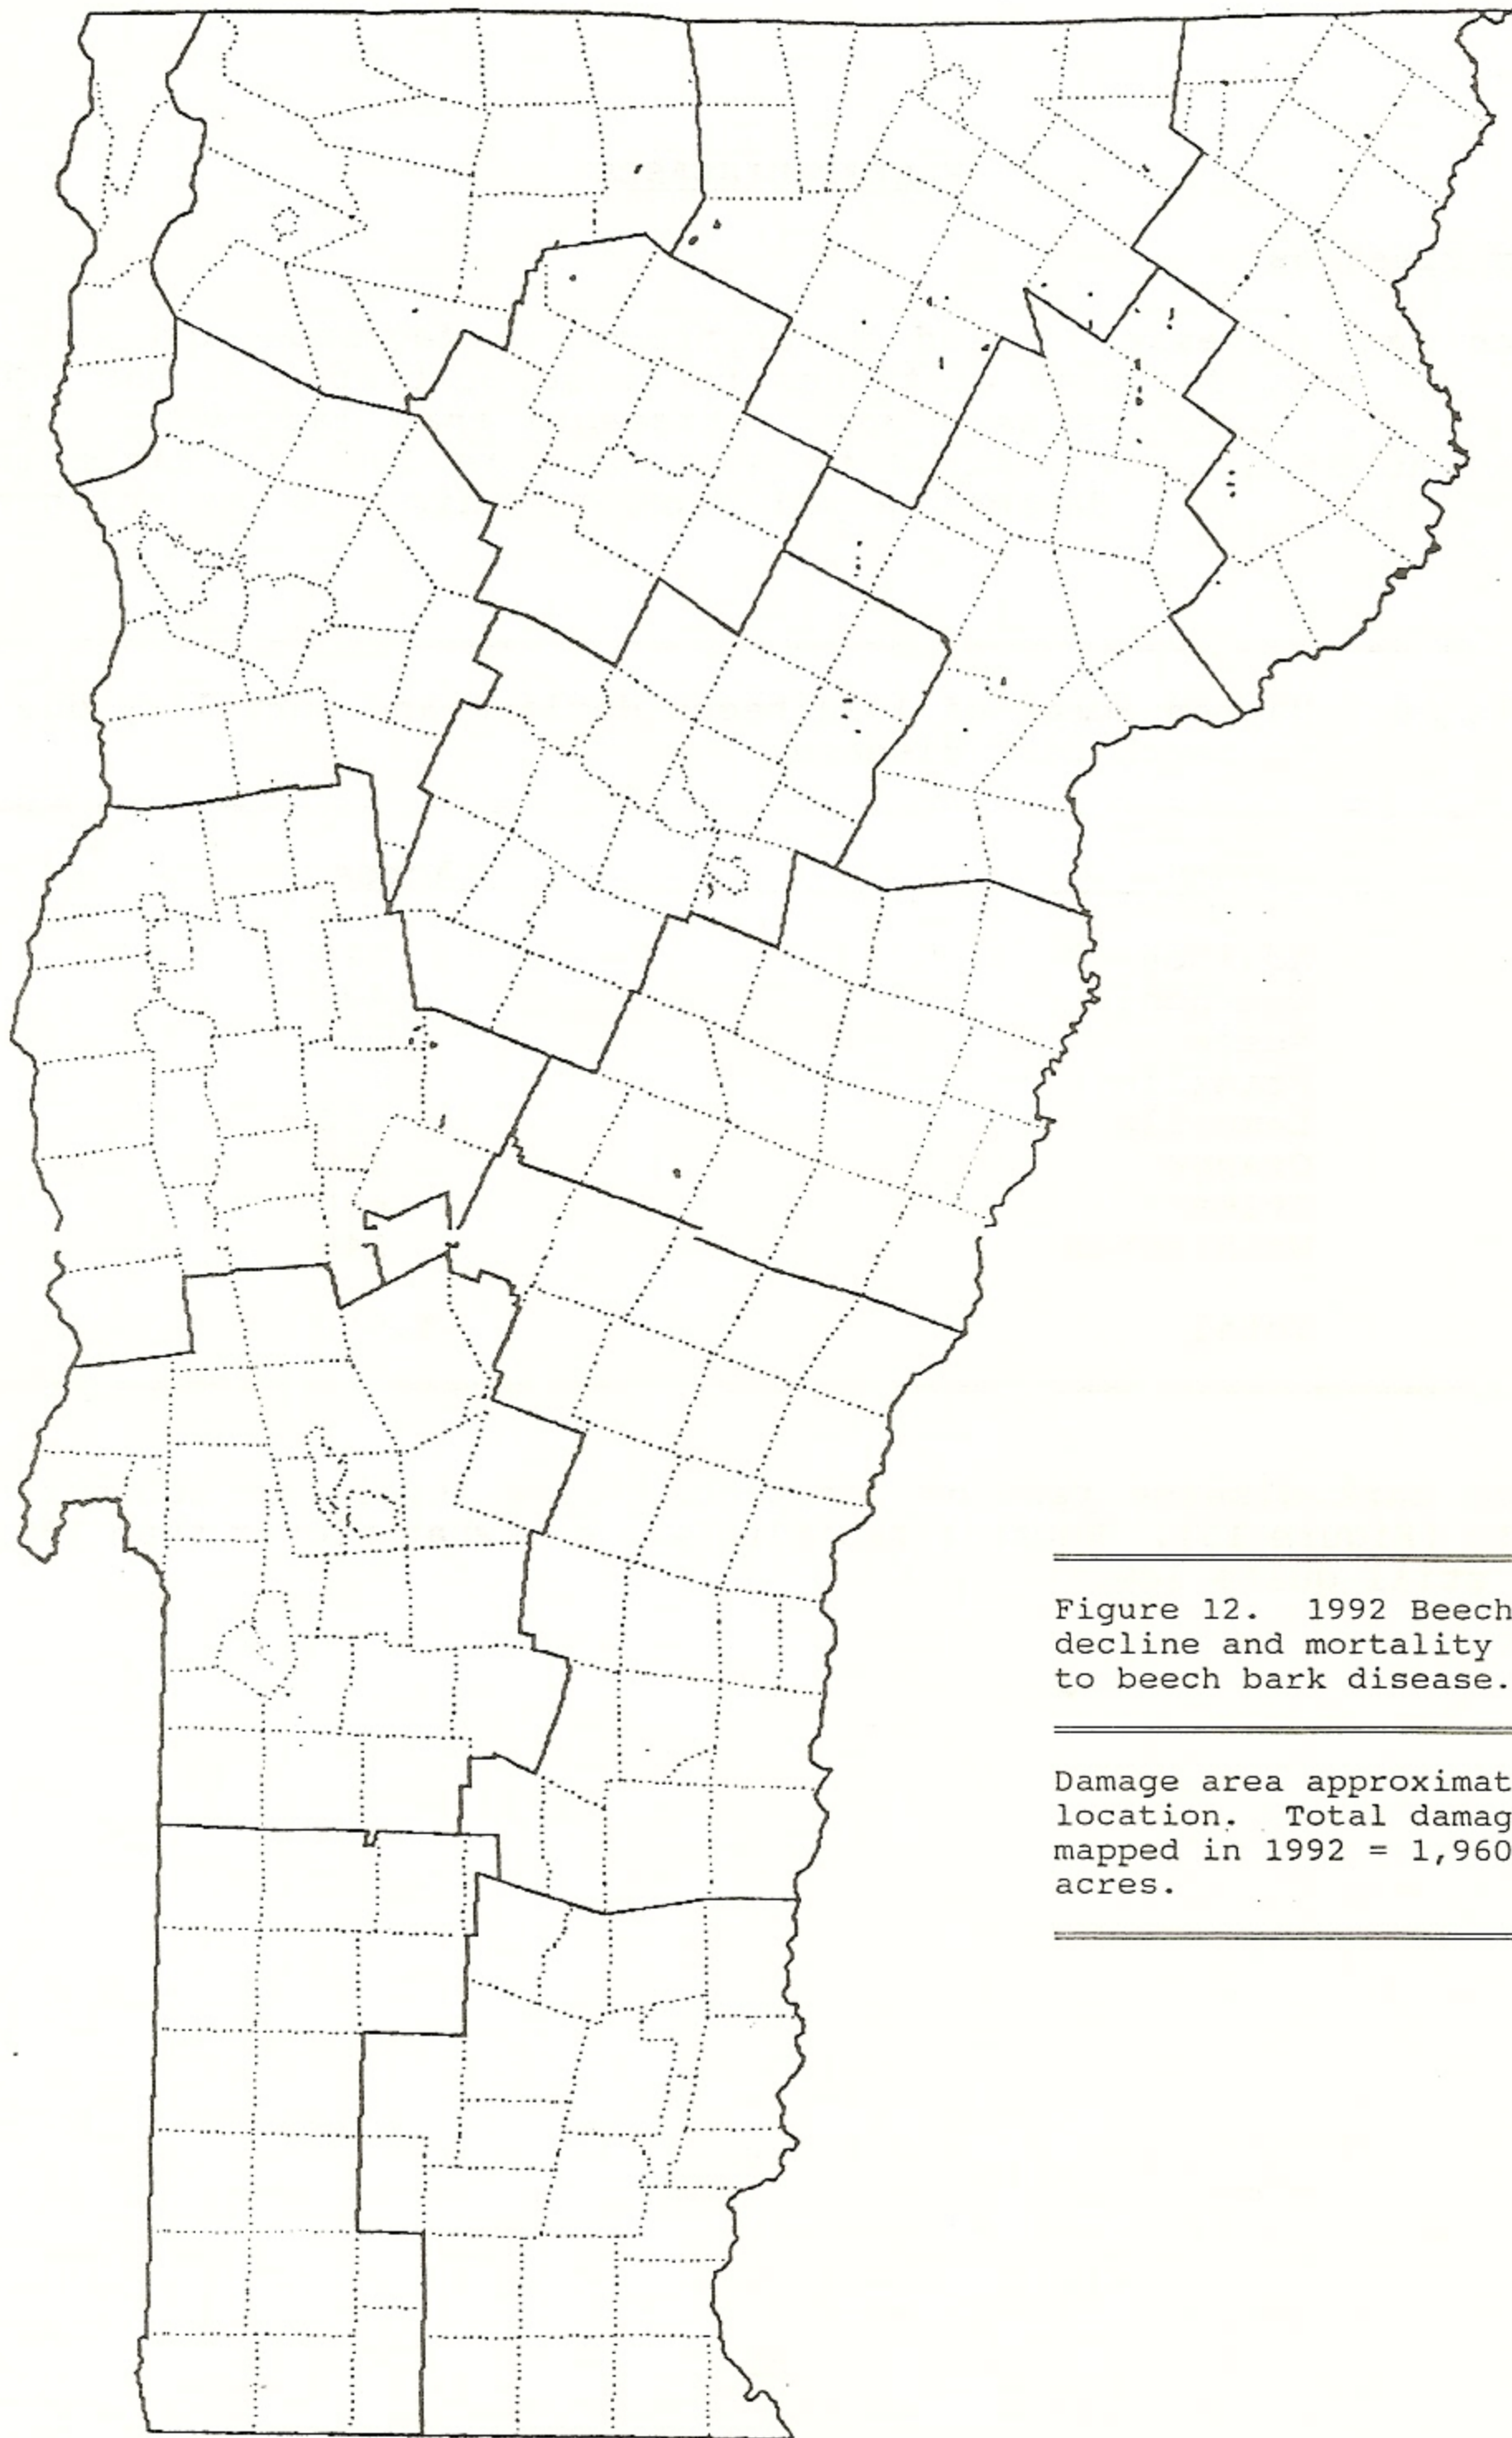 Figure 12. 1992 Beech
decline and mortality
to beech bark disease.
Damage area approximat
location. Total damag
mapped in 1992 = 1,960
acres.